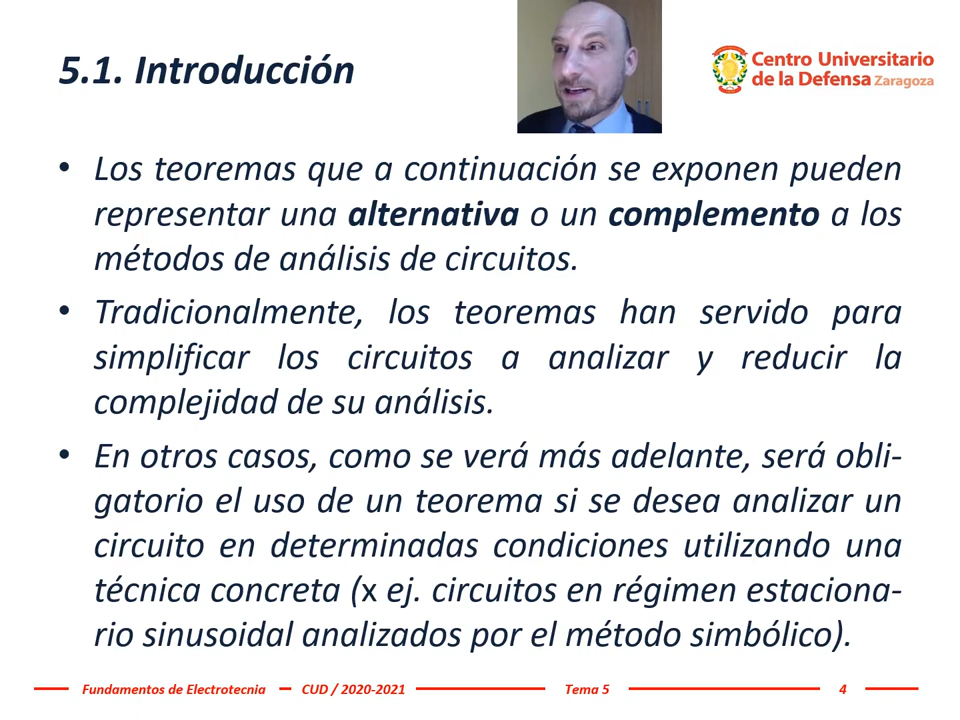 5.1. Introducción
Centro Universitario
de la Defensa Zaragoza
• Los teoremas que a continuación se exponen pueden
representar una alternativa o un complemento a los
métodos de análisis de circuitos.
• Tradicionalmente, los teoremas han servido para
simplificar los circuitos a analizar y reducir la
complejidad de su análisis.
• En otros casos, como se verá más adelante, será obli-
gatorio el uso de un teorema si se desea analizar un
circuito en determinadas condiciones utilizando una
técnica concreta (x ej. circuitos en régimen estaciona-
rio sinusoidal analizados por el método simbólico).
Fundamentos de Electrotecnia CUD / 2020-2021 Tema 5 4